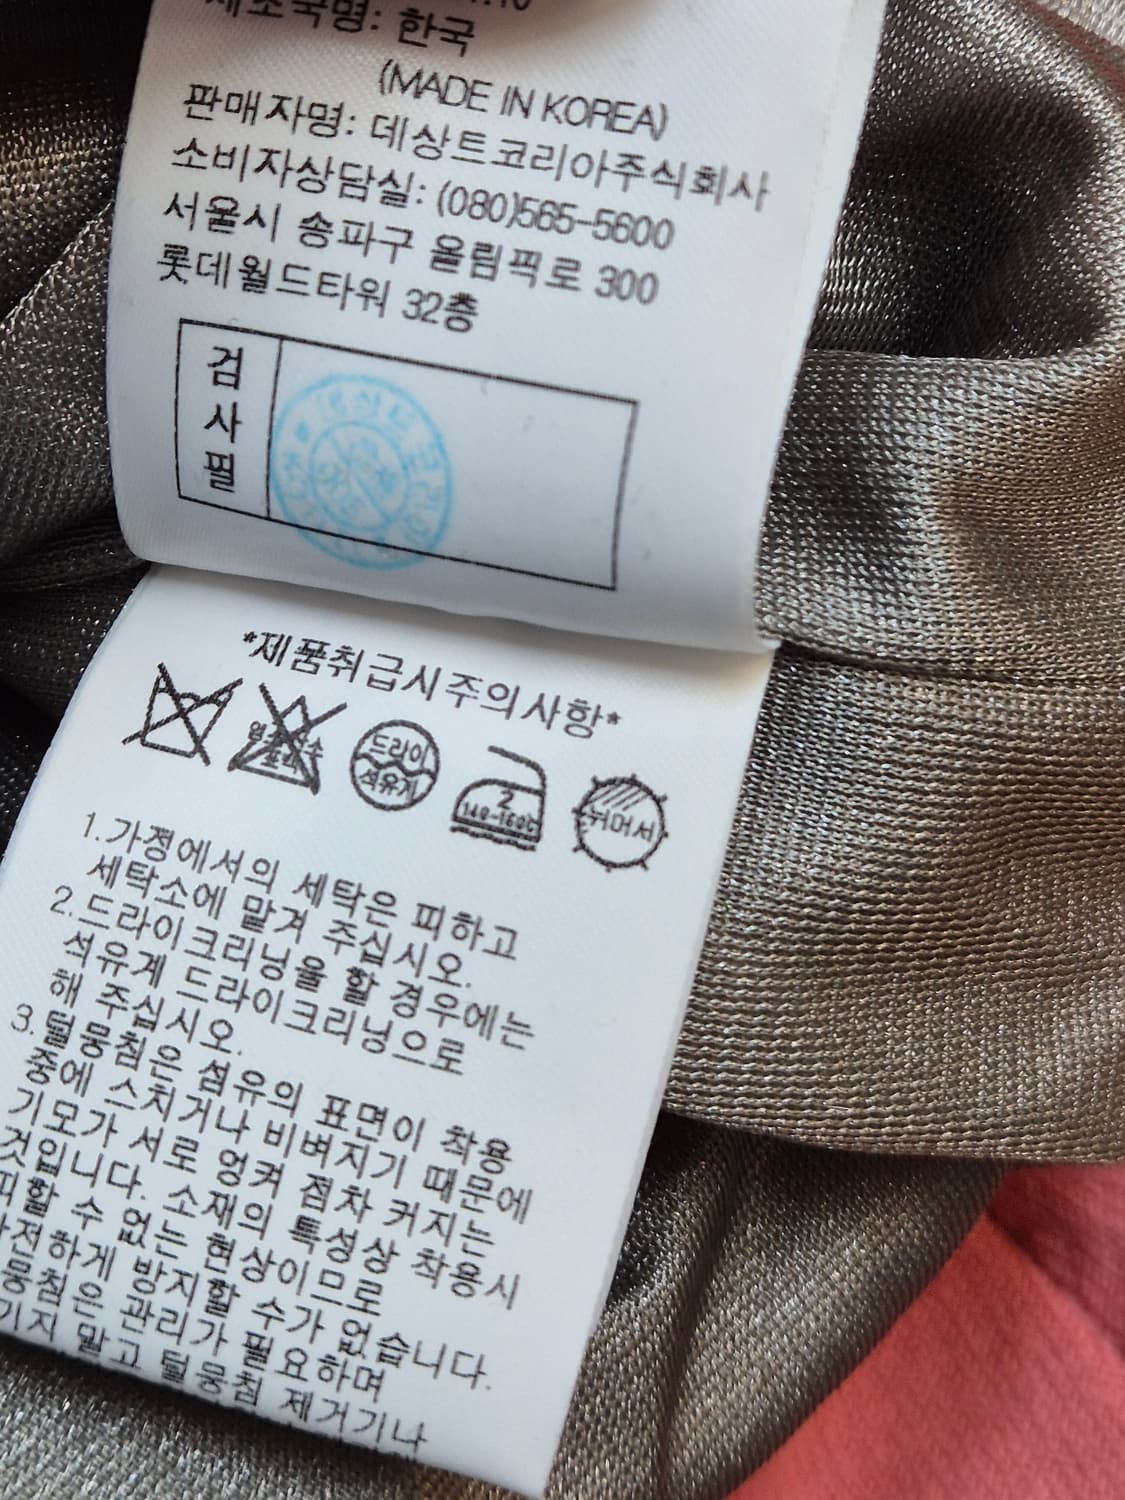 제조국명: 한국
(MADE IN KOREA)
판매자명: 데상트코리아주식회사
소비자상담실: (080)565-5600
서울시 송파구 올림픽로 300
롯데월드타워 32층
검
사
필
*제품취급시주의사항*
드라이
석유계
2
140-160℃
뉘어서
1.가정에서의 세탁은 피하고
세탁소에 맡겨 주십시오.
2.드라이크리닝을 할 경우에는
석유계 드라이크리닝으로
해 주십시오.
3.털뭉침은 섬유의 표면이 착용
중에 스치거나 비벼지기 때문에
기모가 서로 엉켜 점차 커지는
것입니다. 소재의 특성상 착용시
피할 수 없는 현상이므로
전하게 방지할 수가 없습니다.
뭉침은 관리가 필요하며
기지 말고 털뭉침 제거기나